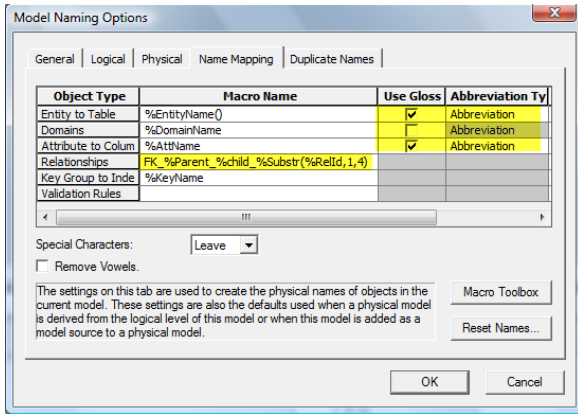 Model Naming Options
General Logical Physical Name Mapping Duplicate Names
Object Type Macro Name Use Gloss Abbreviation Ty
Entity to Table %EntityName() Abbreviation
Domains %DomainName Abbreviation
Attribute to Colum %AttName Abbreviation
Relationships FK_%Parent_%child_%Substr(%RelId,1,4)
Key Group to Inde %KeyName
Validation Rules
Special Characters: Leave
Remove Vowels.
The settings on this tab are used to create the physical names of objects in the
current model. These settings are also the defaults used when a physical model
is derived from the logical level of this model or when this model is added as a
model source to a physical model.
Macro Toolbox
Reset Names...
OK Cancel